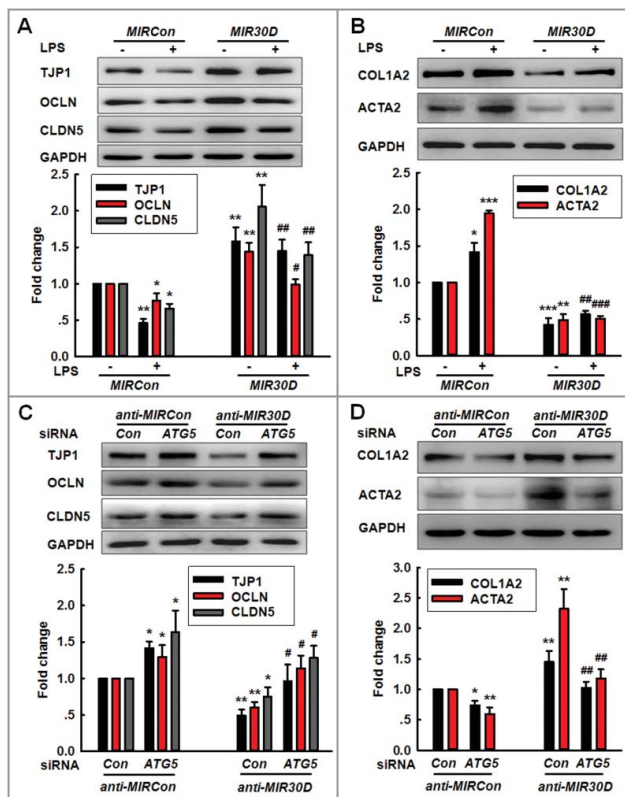 A
MIRCon MIR30D
LPS - + - +
TJP1
OCLN
CLDN5
GAPDH
2.5
2.0
1.5
1.0
.5
0.0
Fold change
TJP1
OCLN
CLDN5
** * * ** ** ** ## # ##
LPS - + - +
MIRCon MIR30D
B
MIRCon MIR30D
LPS - + - +
COL1A2
ACTA2
GAPDH
2.5
2.0
1.5
1.0
.5
0.0
Fold change
COL1A2
ACTA2
* *** *** ** ## ###
LPS - + - +
MIRCon MIR30D
C
anti-MIRCon anti-MIR30D
siRNA Con ATG5 Con ATG5
TJP1
OCLN
CLDN5
GAPDH
2.5
2.0
1.5
1.0
.5
0.0
Fold change
TJP1
OCLN
CLDN5
* * * ** ** * # # #
siRNA Con ATG5 Con ATG5
anti-MIRCon anti-MIR30D
D
anti-MIRCon anti-MIR30D
siRNA Con ATG5 Con ATG5
COL1A2
ACTA2
GAPDH
3.0
2.5
2.0
1.5
1.0
.5
0.0
Fold change
COL1A2
ACTA2
* ** ** ** ## ##
siRNA Con ATG5 Con ATG5
anti-MIRCon anti-MIR30D